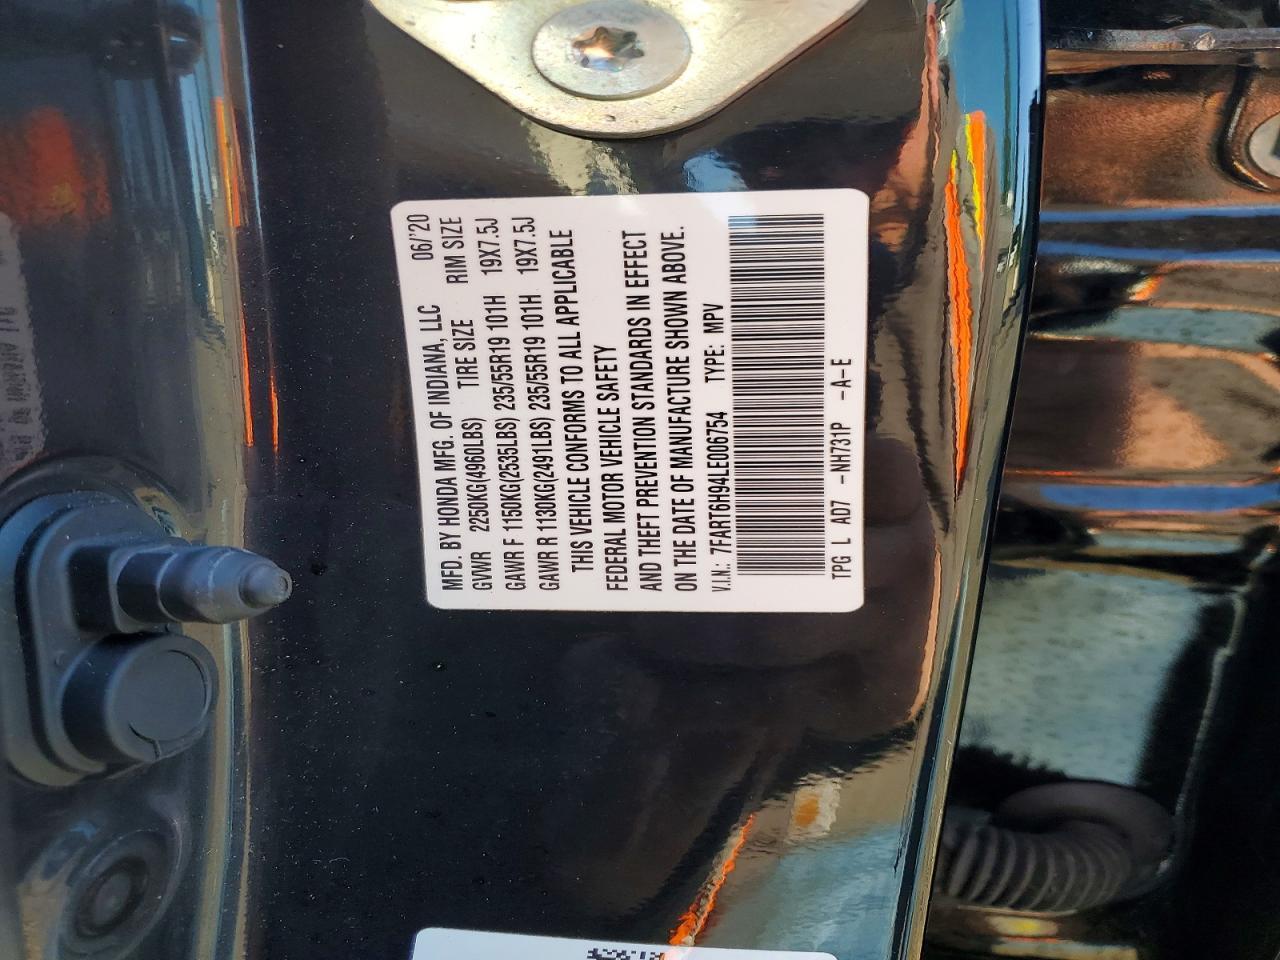 MFD. BY HONDA MFG. OF INDIANA, LLC 06/'20
GVWR 2250KG(4960LBS) TIRE SIZE RIM SIZE
GAWR F 1150KG(2535LBS) 235/55R19 101H 19X7.5J
GAWR R 1130KG(2491LBS) 235/55R19 101H 19X7.5J
THIS VEHICLE CONFORMS TO ALL APPLICABLE
FEDERAL MOTOR VEHICLE SAFETY
AND THEFT PREVENTION STANDARDS IN EFFECT
ON THE DATE OF MANUFACTURE SHOWN ABOVE.
V.I.N.: 7FART6H94LE006754 TYPE: MPV
TPG L AD7 -NH731P -A-E